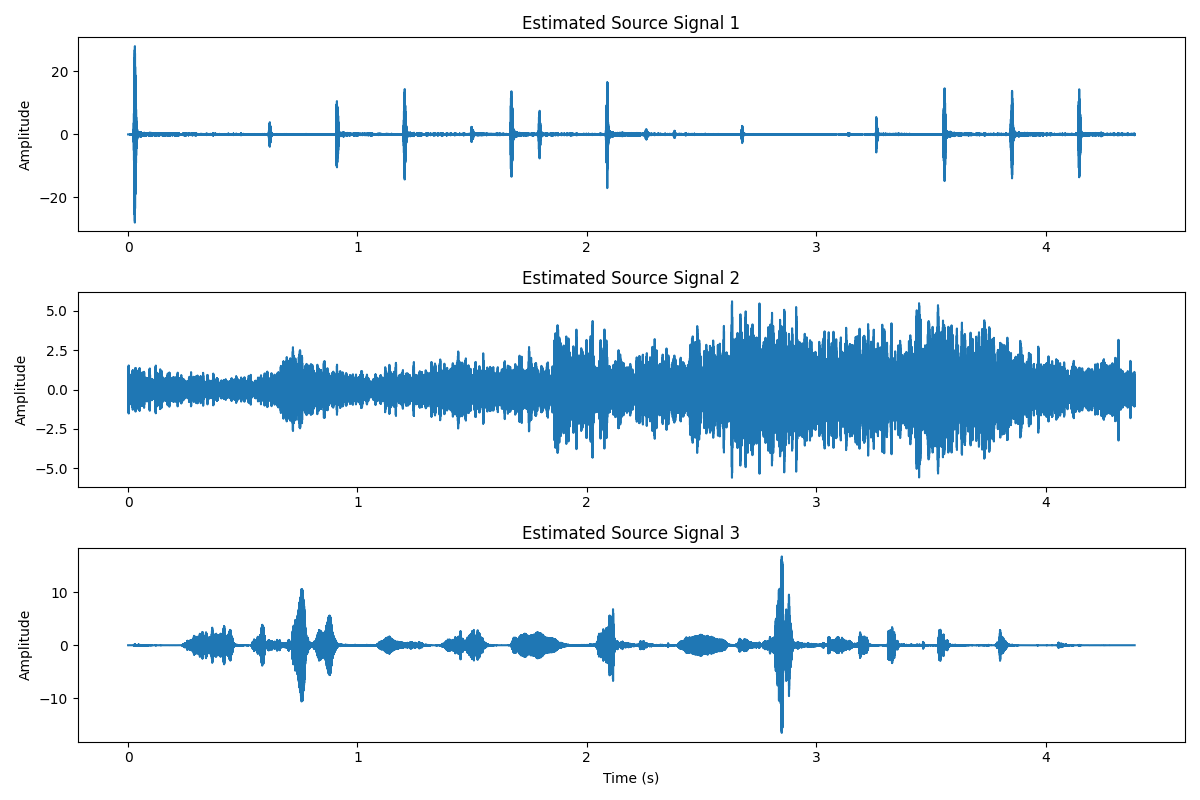 Estimated Source Signal 1
20
0
−20
Amplitude
0 1 2 3 4
Estimated Source Signal 2
5.0
2.5
0.0
−2.5
−5.0
Amplitude
0 1 2 3 4
Estimated Source Signal 3
10
0
−10
Amplitude
0 1 2 3 4
Time (s)